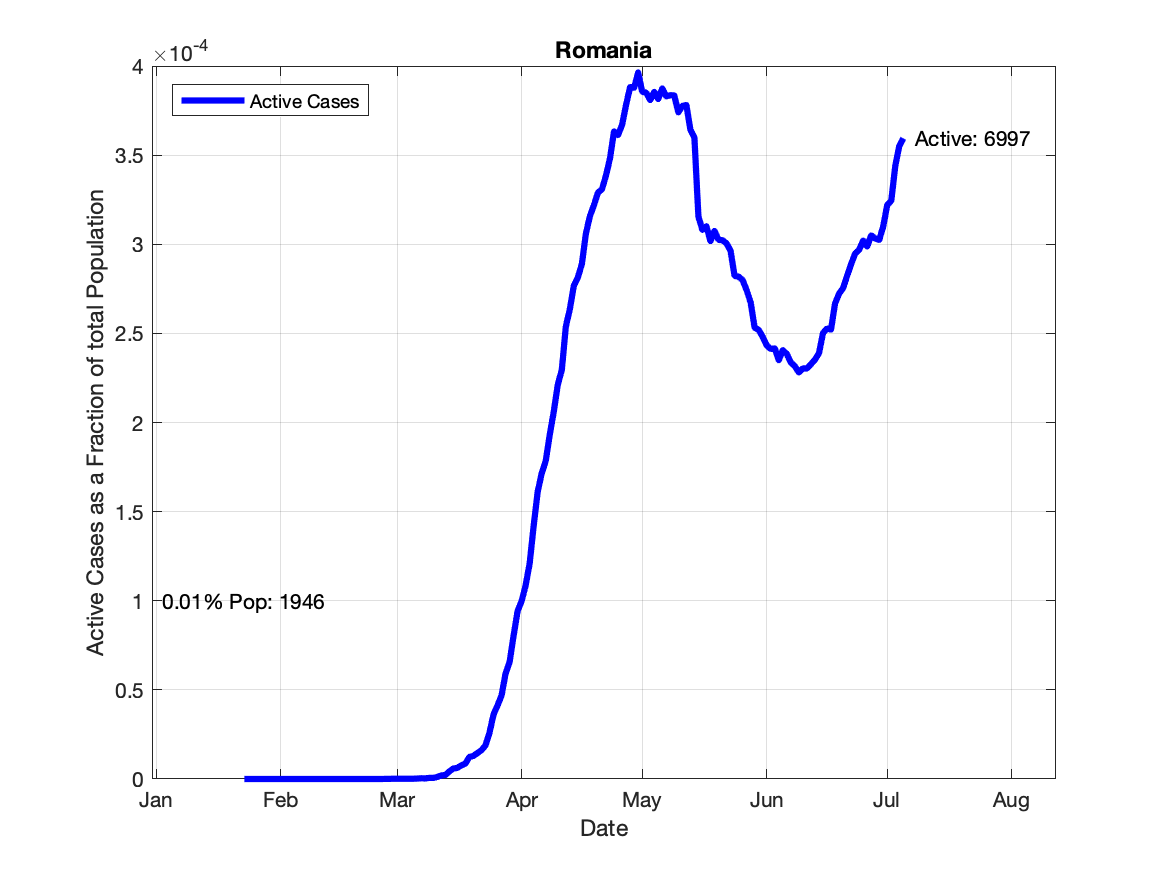 Romania
×10-4
4
3.5
3
2.5
2
1.5
1
0.5
0
Active Cases as a Fraction of total Population
Active Cases
Active: 6997
0.01% Pop: 1946
Jan Feb Mar Apr May Jun Jul Aug
Date